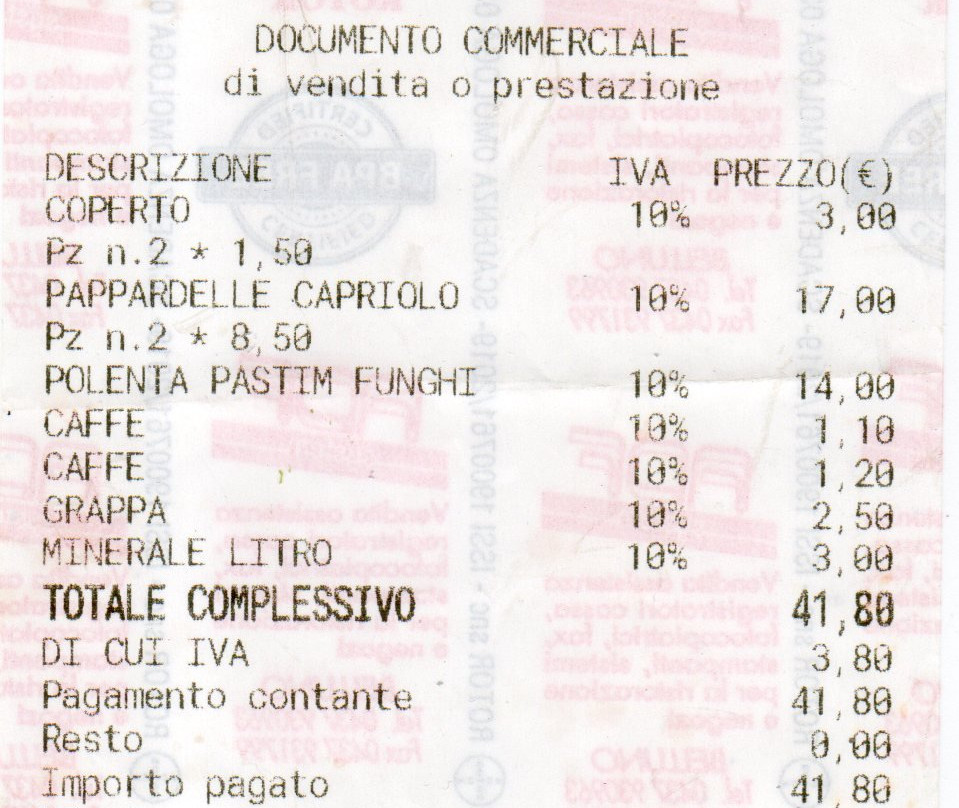 DOCUMENTO COMMERCIALE
di vendita o prestazione
DESCRIZIONE IVA PREZZO(€)
COPERTO 10% 3,00
Pz n.2 * 1,50
PAPPARDELLE CAPRIOLO 10% 17,00
Pz n.2 * 8,50
POLENTA PASTIM FUNGHI 10% 14,00
CAFFE 10% 1,10
CAFFE 10% 1,20
GRAPPA 10% 2,50
MINERALE LITRO 10% 3,00
TOTALE COMPLESSIVO 41,80
DI CUI IVA 3,80
Pagamento contante 41,80
Resto 0,00
Importo pagato 41,80